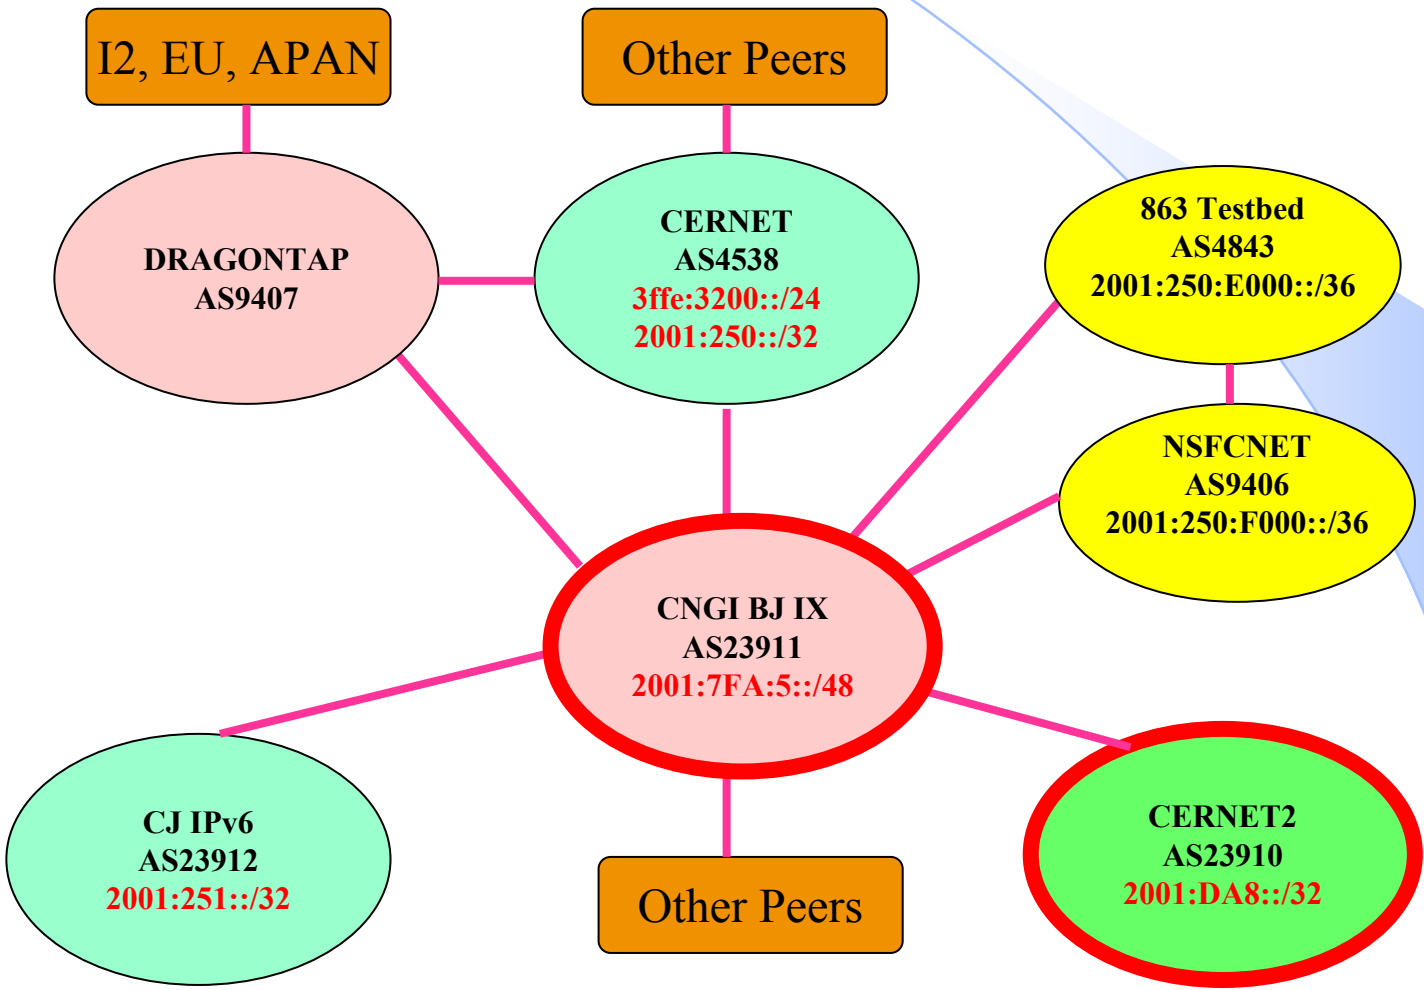 I2, EU, APAN
Other Peers
DRAGONTAP
AS9407
CERNET
AS4538
3ffe:3200::/24
2001:250::/32
863 Testbed
AS4843
2001:250:E000::/36
NSFCNET
AS9406
2001:250:F000::/36
CNGI BJ IX
AS23911
2001:7FA:5::/48
CJ IPv6
AS23912
2001:251::/32
Other Peers
CERNET2
AS23910
2001:DA8::/32